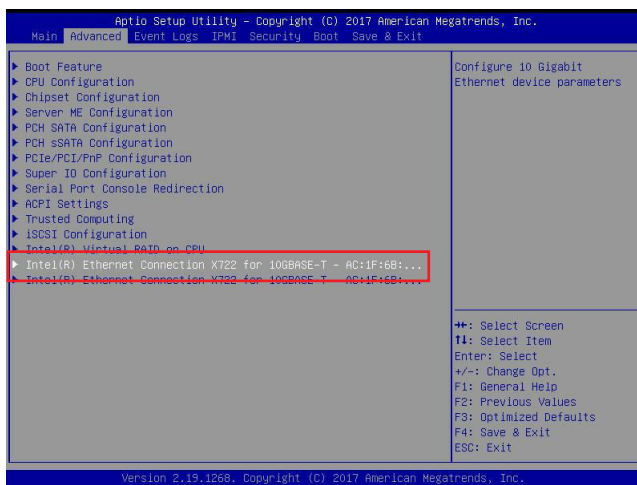 Aptio Setup Utility - Copyright (C) 2017 American Megatrends, Inc.
Main Advanced Event Logs IPMI Security Boot Save & Exit
Boot Feature
CPU Configuration
Chipset Configuration
Server ME Configuration
PCH SATA Configuration
PCH sSATA Configuration
PCIe/PCI/PnP Configuration
Super IO Configuration
Serial Port Console Redirection
ACPI Settings
Trusted Computing
iSCSI Configuration
Intel(R) Virtual RAID on CPU
Intel(R) Ethernet Connection X722 for 10GBASE-T - AC:1F:6B:...
Intel(R) Ethernet Connection X722 for 10GBASE-T - AC:1F:6B:...
Configure 10 Gigabit
Ethernet device parameters
→←: Select Screen
↑↓: Select Item
Enter: Select
+/-: Change Opt.
F1: General Help
F2: Previous Values
F3: Optimized Defaults
F4: Save & Exit
ESC: Exit
Version 2.19.1268. Copyright (C) 2017 American Megatrends, Inc.